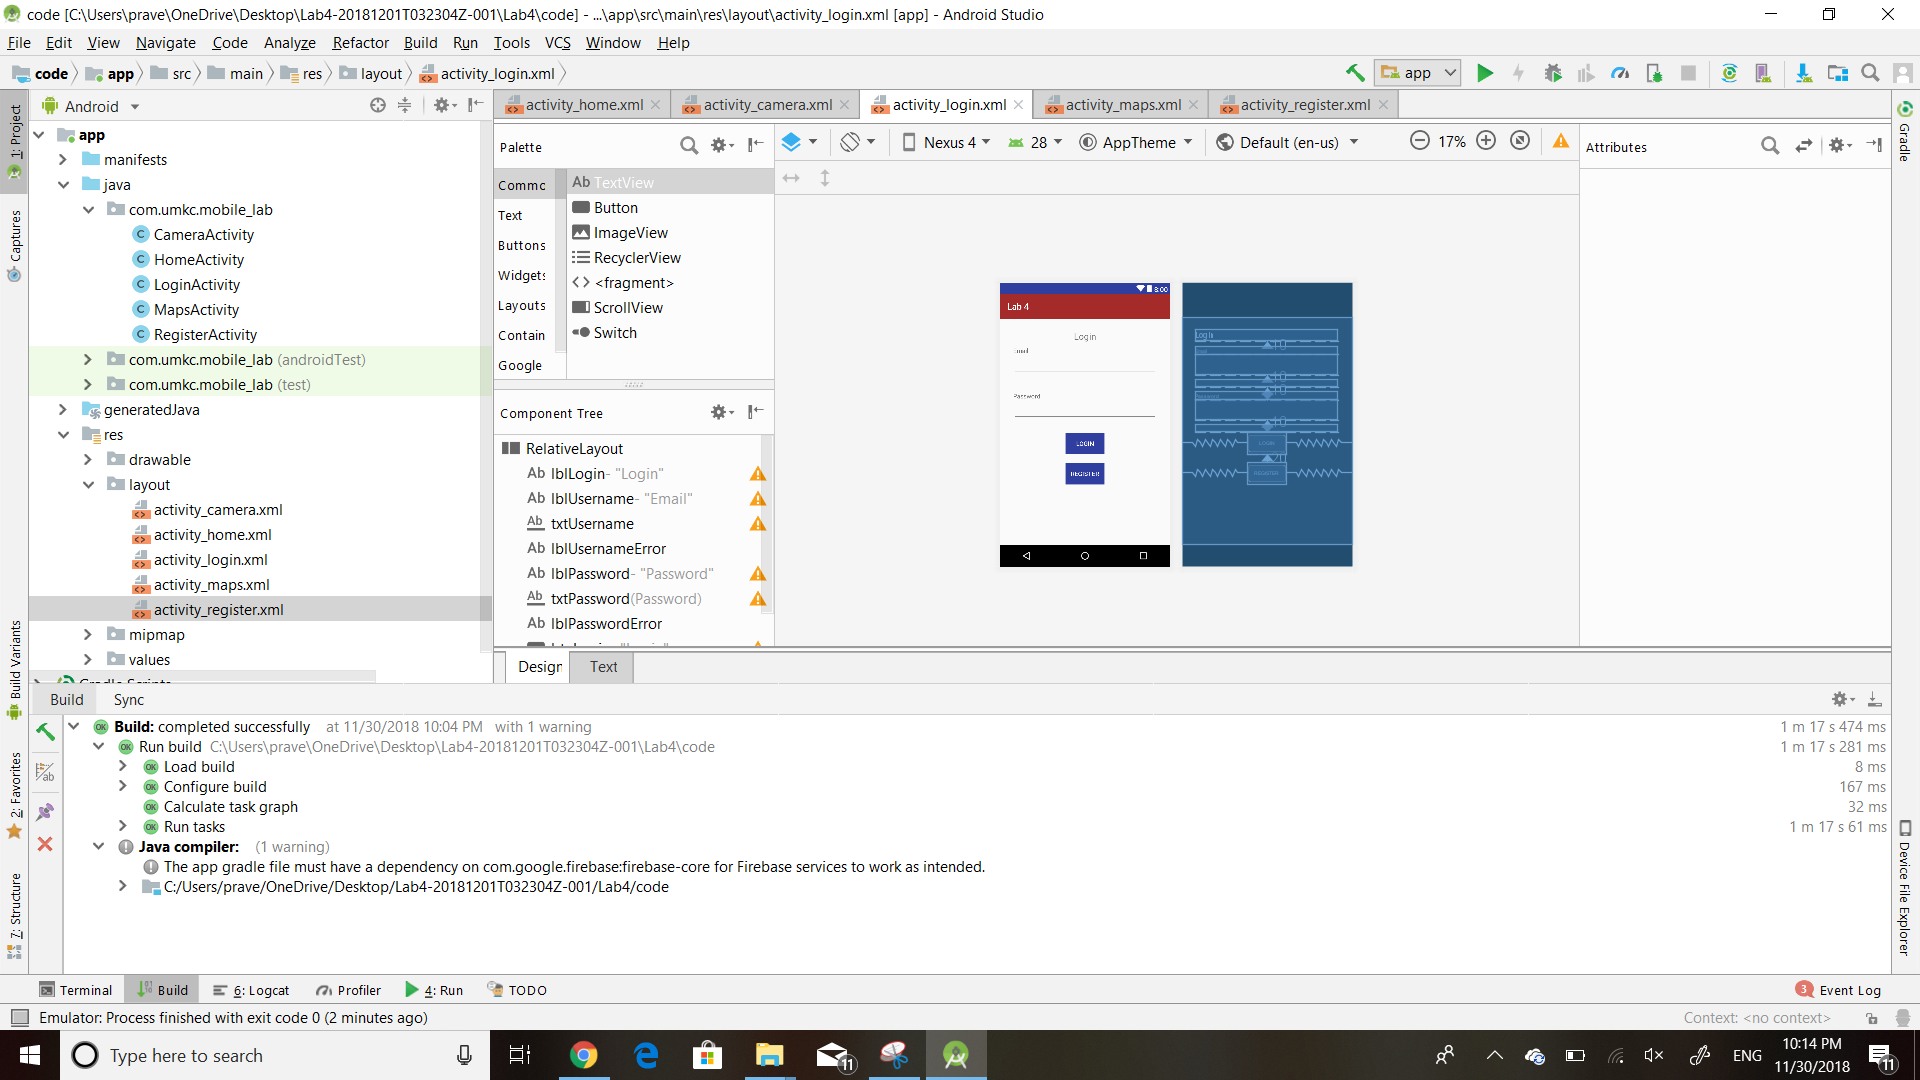 code [C:\Users\prave\OneDrive\Desktop\Lab4-20181201T032304Z-001\Lab4\code] - ...\app\src\main\res\layout\activity_login.xml [app] - Android Studio
File Edit View Navigate Code Analyze Refactor Build Run Tools VCS Window Help
code app src main res layout activity_login.xml app
1: Project
Captures
Build Variants
2: Favorites
7: Structure
Android
app
manifests
java
com.umkc.mobile_lab
CameraActivity
HomeActivity
LoginActivity
MapsActivity
RegisterActivity
com.umkc.mobile_lab (androidTest)
com.umkc.mobile_lab (test)
generatedJava
res
drawable
layout
activity_camera.xml
activity_home.xml
activity_login.xml
activity_maps.xml
activity_register.xml
mipmap
values
activity_home.xml activity_camera.xml activity_login.xml activity_maps.xml activity_register.xml
Palette
Commo
Text
Buttons
Widgets
Layouts
Contain
Google
Ab TextView
Button
ImageView
RecyclerView
<fragment>
ScrollView
Switch
Component Tree
RelativeLayout
Ab lblLogin- "Login"
Ab lblUsername- "Email"
Ab txtUsername
Ab lblUsernameError
Ab lblPassword- "Password"
Ab txtPassword(Password)
Ab lblPasswordError
Nexus 4 28 AppTheme Default (en-us) 17%
8:00
Lab 4
Login
Email
Password
LOGIN
REGISTER
Attributes
Gradle
Device File Explorer
Design Text
Build Sync
Build: completed successfully at 11/30/2018 10:04 PM with 1 warning 1 m 17 s 474 ms
Run build C:\Users\prave\OneDrive\Desktop\Lab4-20181201T032304Z-001\Lab4\code 1 m 17 s 281 ms
Load build 8 ms
Configure build 167 ms
Calculate task graph 32 ms
Run tasks 1 m 17 s 61 ms
Java compiler: (1 warning)
The app gradle file must have a dependency on com.google.firebase:firebase-core for Firebase services to work as intended.
C:/Users/prave/OneDrive/Desktop/Lab4-20181201T032304Z-001/Lab4/code
Terminal Build 6: Logcat Profiler 4: Run TODO 3 Event Log
Emulator: Process finished with exit code 0 (2 minutes ago) Context: <no context>
Type here to search 11 ENG 10:14 PM
11/30/2018 11